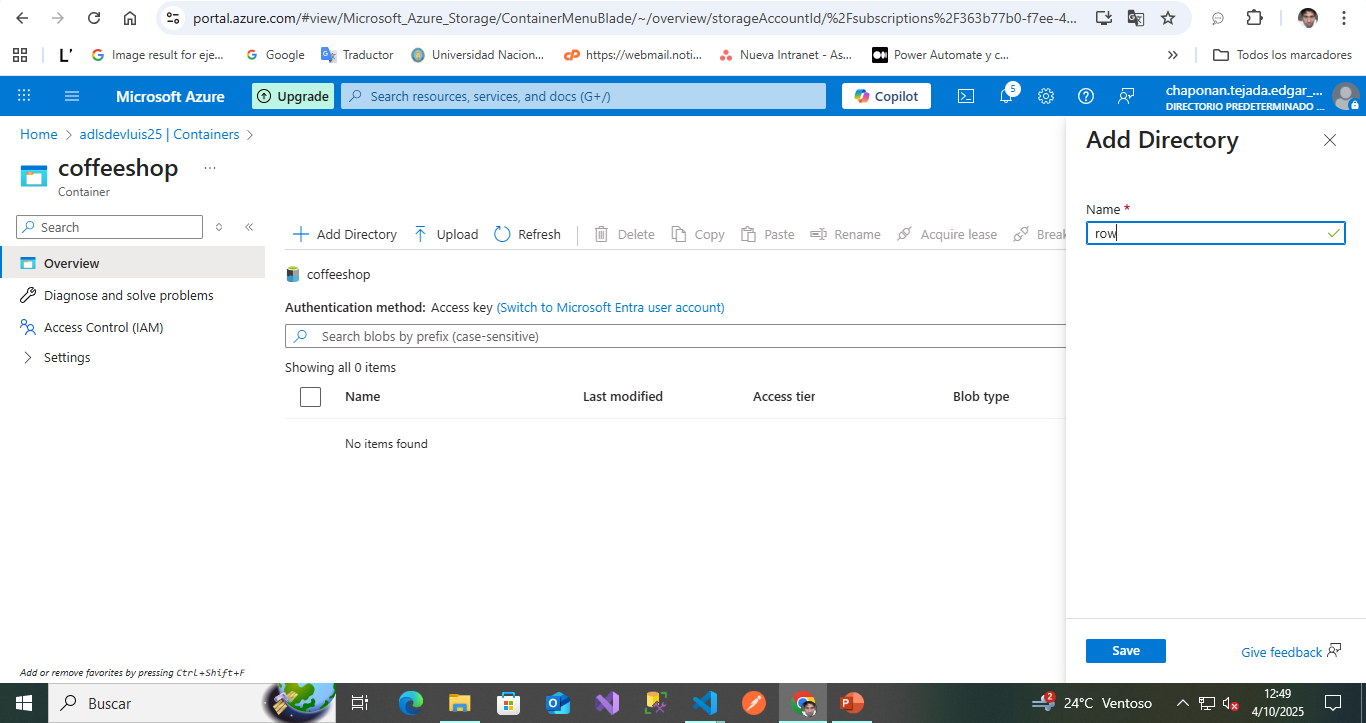 portal.azure.com/#view/Microsoft_Azure_Storage/ContainerMenuBlade/~/overview/storageAccountId/%2Fsubscriptions%2F363b77b0-f7ee-4...
L' Image result for eje... Google Traductor Universidad Nacion... https://webmail.noti... Nueva Intranet - As... Power Automate y c... » Todos los marcadores
Microsoft Azure Upgrade Search resources, services, and docs (G+/) Copilot 5 chaponan.tejada.edgar_...
DIRECTORIO PREDETERMINADO ...
Home > adlsdevluis25 | Containers >
coffeeshop ...
Container
Search
Overview
Diagnose and solve problems
Access Control (IAM)
Settings
Add Directory Upload Refresh Delete Copy Paste Rename Acquire lease Break
coffeeshop
Authentication method: Access key (Switch to Microsoft Entra user account)
Search blobs by prefix (case-sensitive)
Showing all 0 items
Name Last modified Access tier Blob type
No items found
Add Directory
Name *
row
Save Give feedback
Add or remove favorites by pressing Ctrl+Shift+F
Buscar 2 24°C Ventoso 12:49
4/10/2025